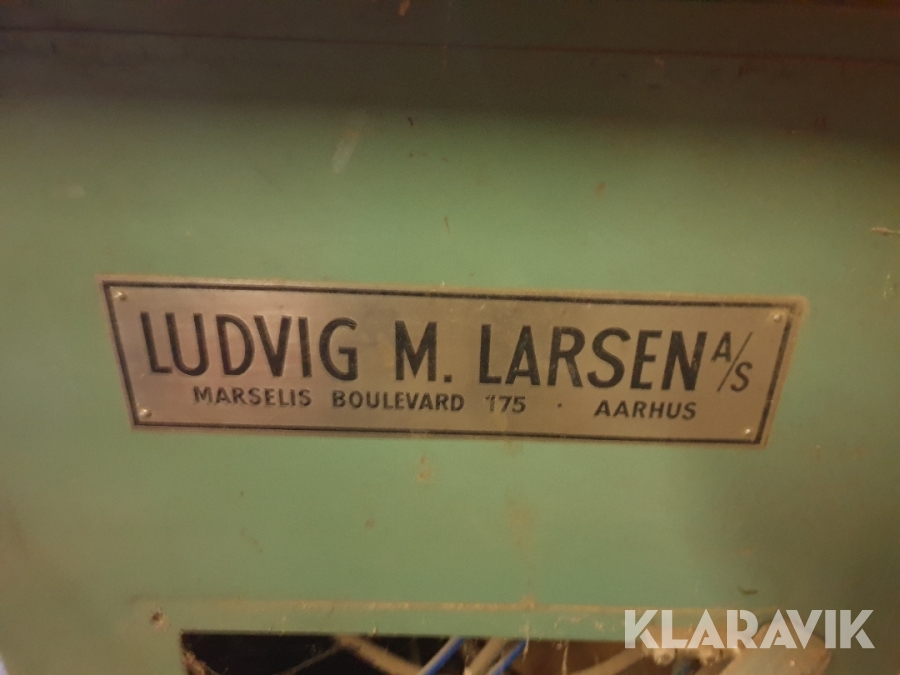 LUDVIG M. LARSEN A/S
MARSELIS BOULEVARD 175 · AARHUS
KLARAVIK